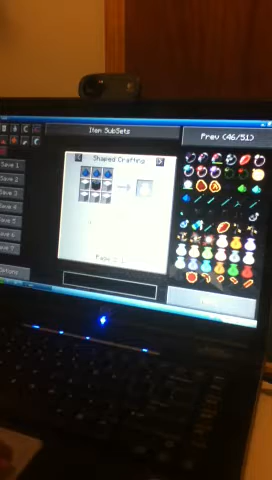 Item SubSets
Prev (46/51)
Shaped Crafting
Save 1
Save 2
Save 3
Save 4
Save 5
Save 6
Save 7
Options